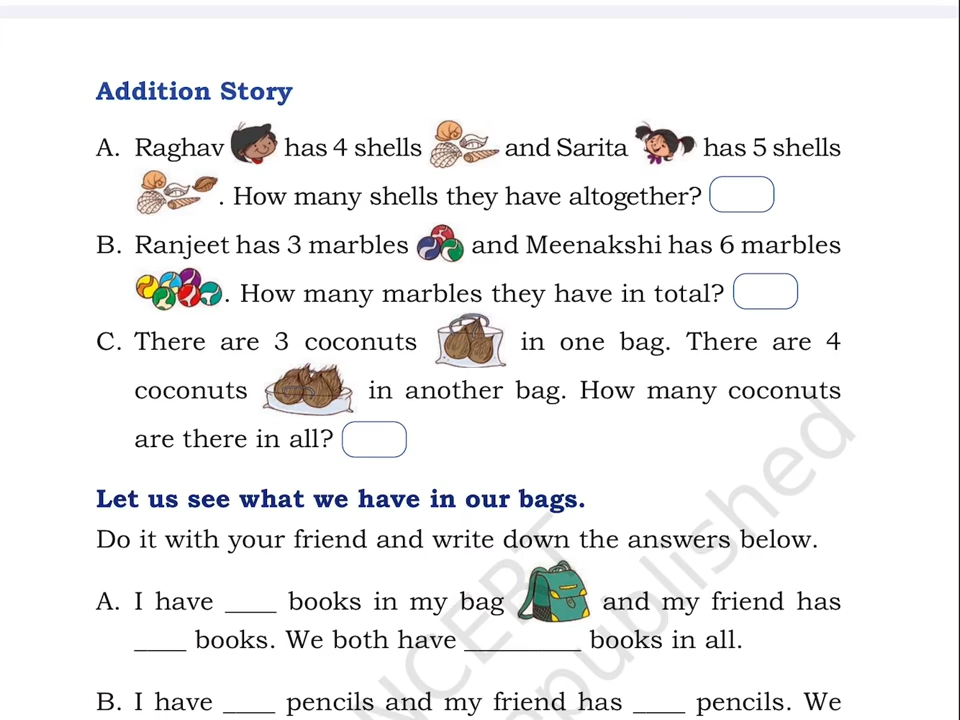 Addition Story
A. Raghav has 4 shells and Sarita has 5 shells
. How many shells they have altogether?
B. Ranjeet has 3 marbles and Meenakshi has 6 marbles
. How many marbles they have in total?
C. There are 3 coconuts in one bag. There are 4
coconuts in another bag. How many coconuts
are there in all?
Let us see what we have in our bags.
Do it with your friend and write down the answers below.
A. I have ____ books in my bag and my friend has
____ books. We both have _________ books in all.
B. I have ____ pencils and my friend has ____ pencils. We
NCERT
published